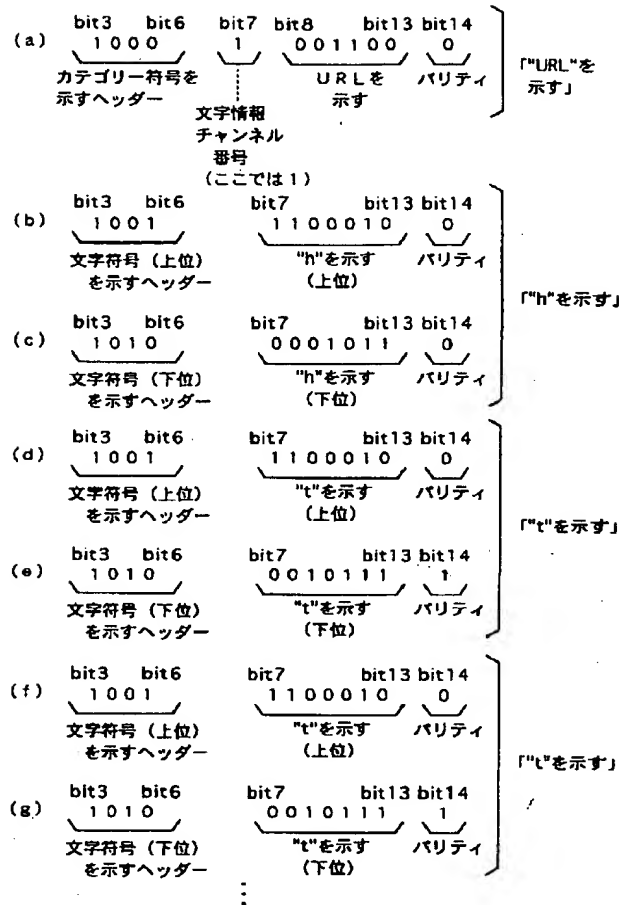 bit3 bit6 bit7 bit8 bit13 bit14
(a) 1000 1 001100 0
カテゴリー符号を URLを パリティ 「"URL"を
示すヘッダー 示す 示す」
文字情報
チャンネル
番号
(ここでは1)
bit3 bit6 bit7 bit13 bit14
(b) 1001 1100010 0
文字符号(上位) "h"を示す パリティ
を示すヘッダー (上位)
「"h"を示す」
bit3 bit6 bit7 bit13 bit14
(c) 1010 0001011 0
文字符号(下位) "h"を示す パリティ
を示すヘッダー (下位)
bit3 bit6 bit7 bit13 bit14
(d) 1001 1100010 0
文字符号(上位) "t"を示す パリティ
を示すヘッダー (上位)
「"t"を示す」
bit3 bit6 bit7 bit13 bit14
(e) 1010 0010111 1
文字符号(下位) "t"を示す パリティ
を示すヘッダー (下位)
bit3 bit6 bit7 bit13 bit14
(f) 1001 1100010 0
文字符号(上位) "t"を示す パリティ
を示すヘッダー (上位)
「"t"を示す」
bit3 bit6 bit7 bit13 bit14
(g) 1010 0010111 1
文字符号(下位) "t"を示す パリティ
を示すヘッダー (下位)